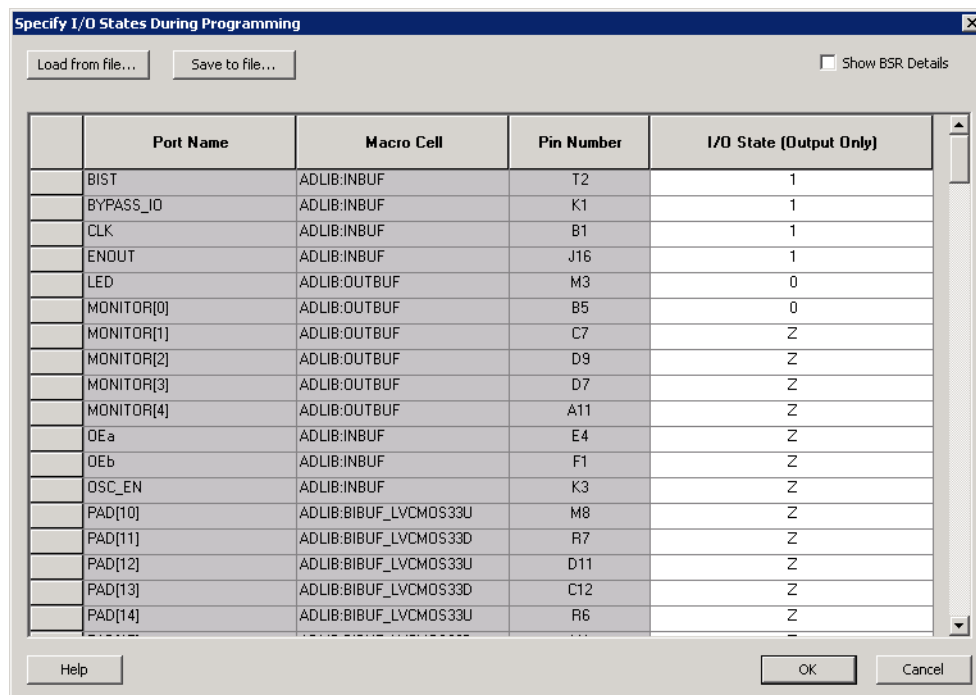 Specify I/O States During Programming
Load from file... Save to file... Show BSR Details
Port Name Macro Cell Pin Number I/O State (Output Only)
BIST ADLIB:INBUF T2 1
BYPASS_IO ADLIB:INBUF K1 1
CLK ADLIB:INBUF B1 1
ENOUT ADLIB:INBUF J16 1
LED ADLIB:OUTBUF M3 0
MONITOR[0] ADLIB:OUTBUF B5 0
MONITOR[1] ADLIB:OUTBUF C7 Z
MONITOR[2] ADLIB:OUTBUF D9 Z
MONITOR[3] ADLIB:OUTBUF D7 Z
MONITOR[4] ADLIB:OUTBUF A11 Z
OEa ADLIB:INBUF E4 Z
OEb ADLIB:INBUF F1 Z
OSC_EN ADLIB:INBUF K3 Z
PAD[10] ADLIB:BIBUF_LVCMOS33U M8 Z
PAD[11] ADLIB:BIBUF_LVCMOS33D R7 Z
PAD[12] ADLIB:BIBUF_LVCMOS33U D11 Z
PAD[13] ADLIB:BIBUF_LVCMOS33D C12 Z
PAD[14] ADLIB:BIBUF_LVCMOS33U R6 Z
Help OK Cancel